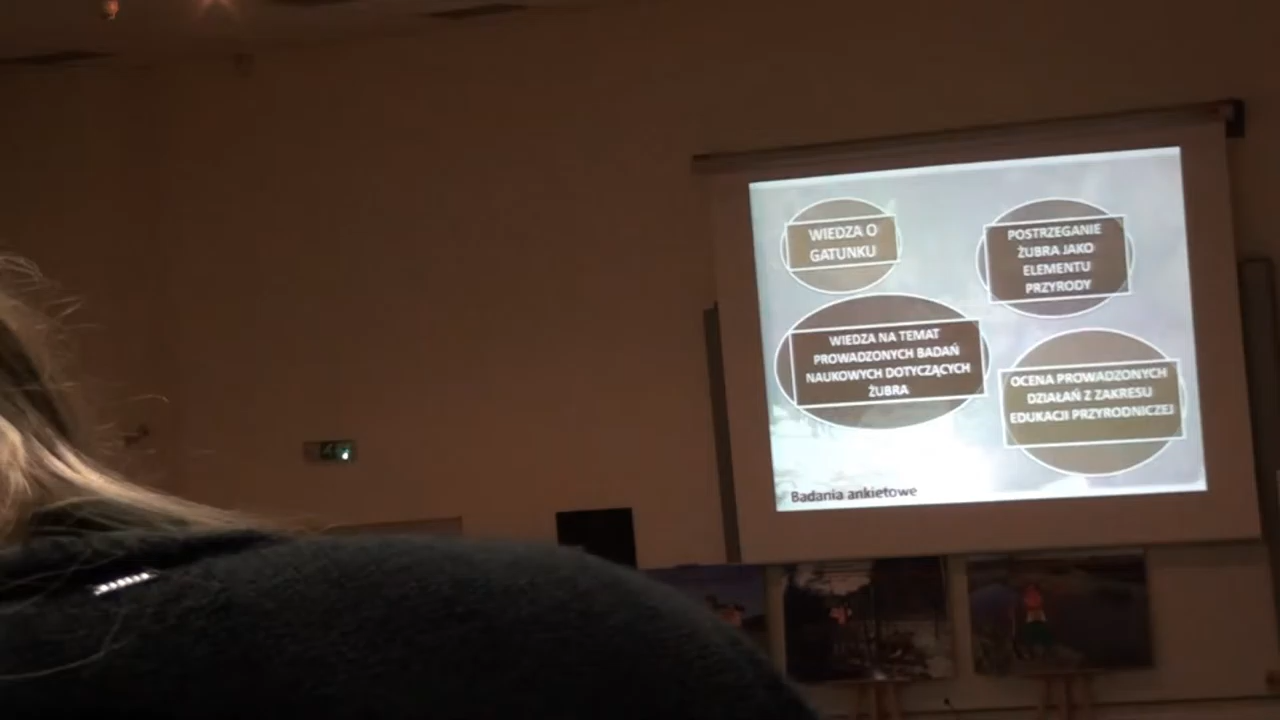 WIEDZA O
GATUNKU
POSTRZEGANIE
ŻUBRA JAKO
ELEMENTU
PRZYRODY
WIEDZA NA TEMAT
PROWADZONYCH BADAŃ
NAUKOWYCH DOTYCZĄCYCH
ŻUBRA
OCENA PROWADZONYCH
DZIAŁAŃ Z ZAKRESU
EDUKACJI PRZYRODNICZEJ
Badania ankietowe